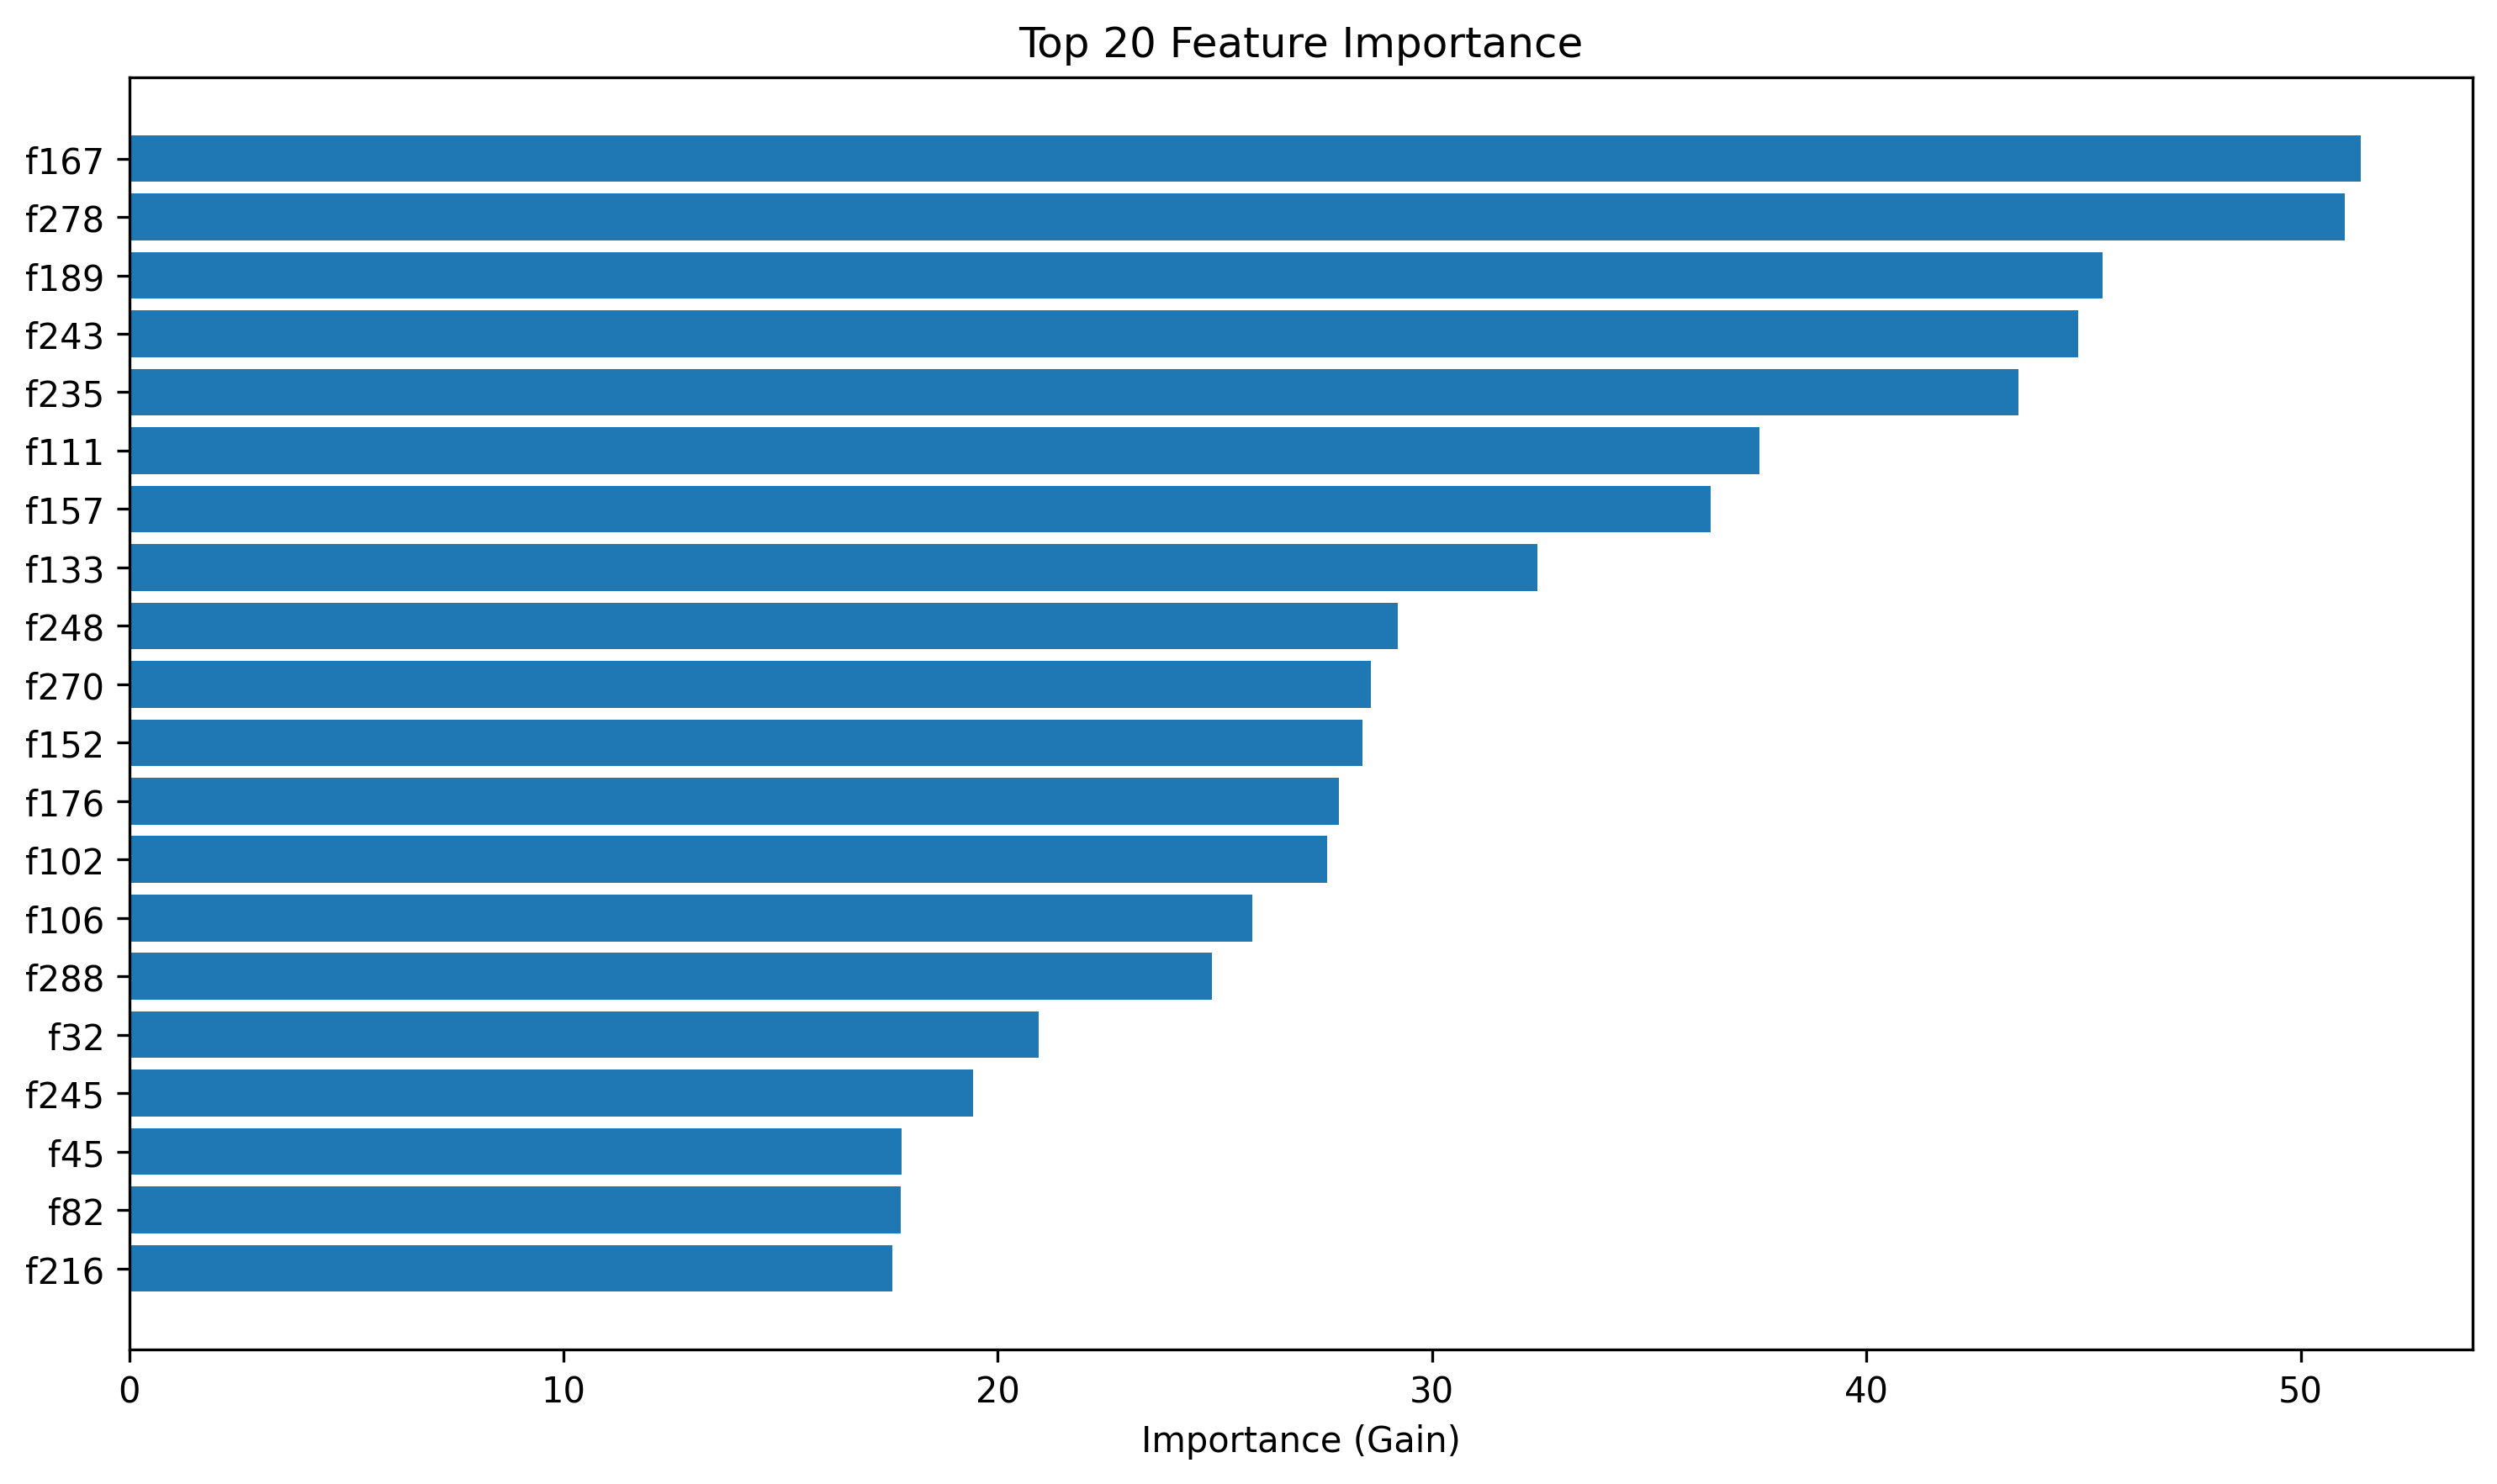 Top 20 Feature Importance
f167
f278
f189
f243
f235
f111
f157
f133
f248
f270
f152
f176
f102
f106
f288
f32
f245
f45
f82
f216
0 10 20 30 40 50
Importance (Gain)